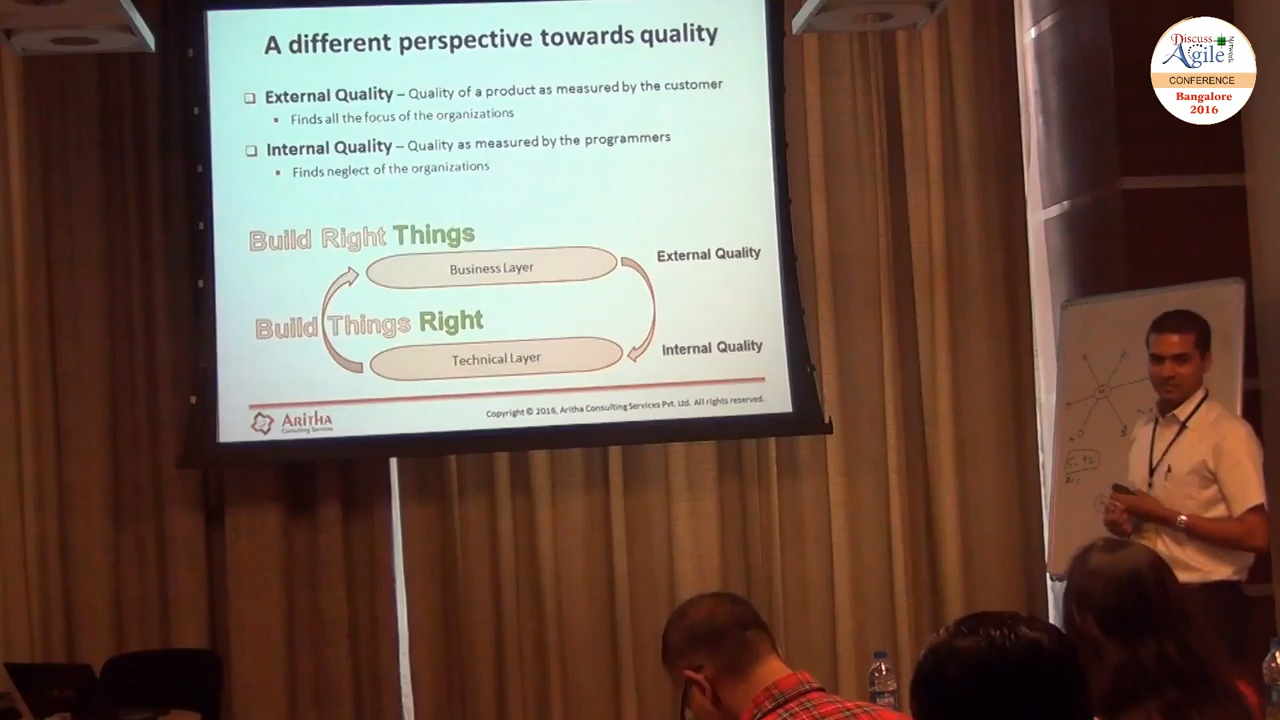 A different perspective towards quality
External Quality – Quality of a product as measured by the customer
Finds all the focus of the organizations
Internal Quality – Quality as measured by the programmers
Finds neglect of the organizations
Build Right Things
Business Layer
External Quality
Build Things Right
Technical Layer
Internal Quality
ARITHA
Consulting Services
Copyright © 2016, Aritha Consulting Services Pvt. Ltd. All rights reserved.
Discuss
Agile
Network
CONFERENCE
Bangalore
2016